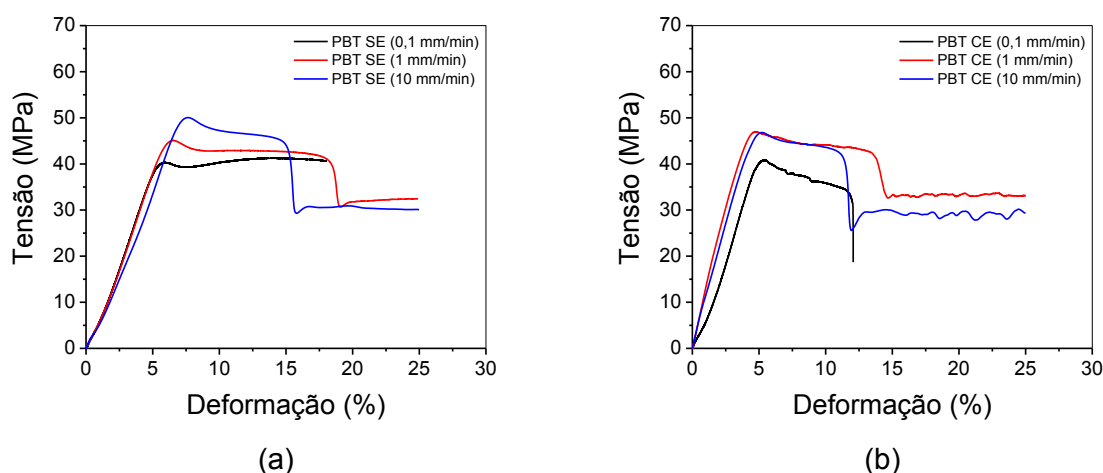 70
60
50
40
30
20
10
0
Tensão (MPa)
PBT SE (0,1 mm/min)
PBT SE (1 mm/min)
PBT SE (10 mm/min)
0 5 10 15 20 25 30
Deformação (%)
(a)
70
60
50
40
30
20
10
0
Tensão (MPa)
PBT CE (0,1 mm/min)
PBT CE (1 mm/min)
PBT CE (10 mm/min)
0 5 10 15 20 25 30
Deformação (%)
(b)